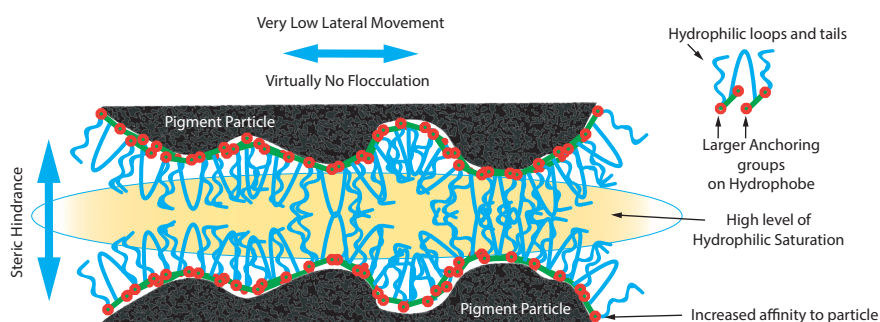 Very Low Lateral Movement
Virtually No Flocculation
Hydrophilic loops and tails
Pigment Particle
Larger Anchoring
groups
on Hydrophobe
Steric Hindrance
High level of
Hydrophilic Saturation
Pigment Particle
Increased affinity to particle